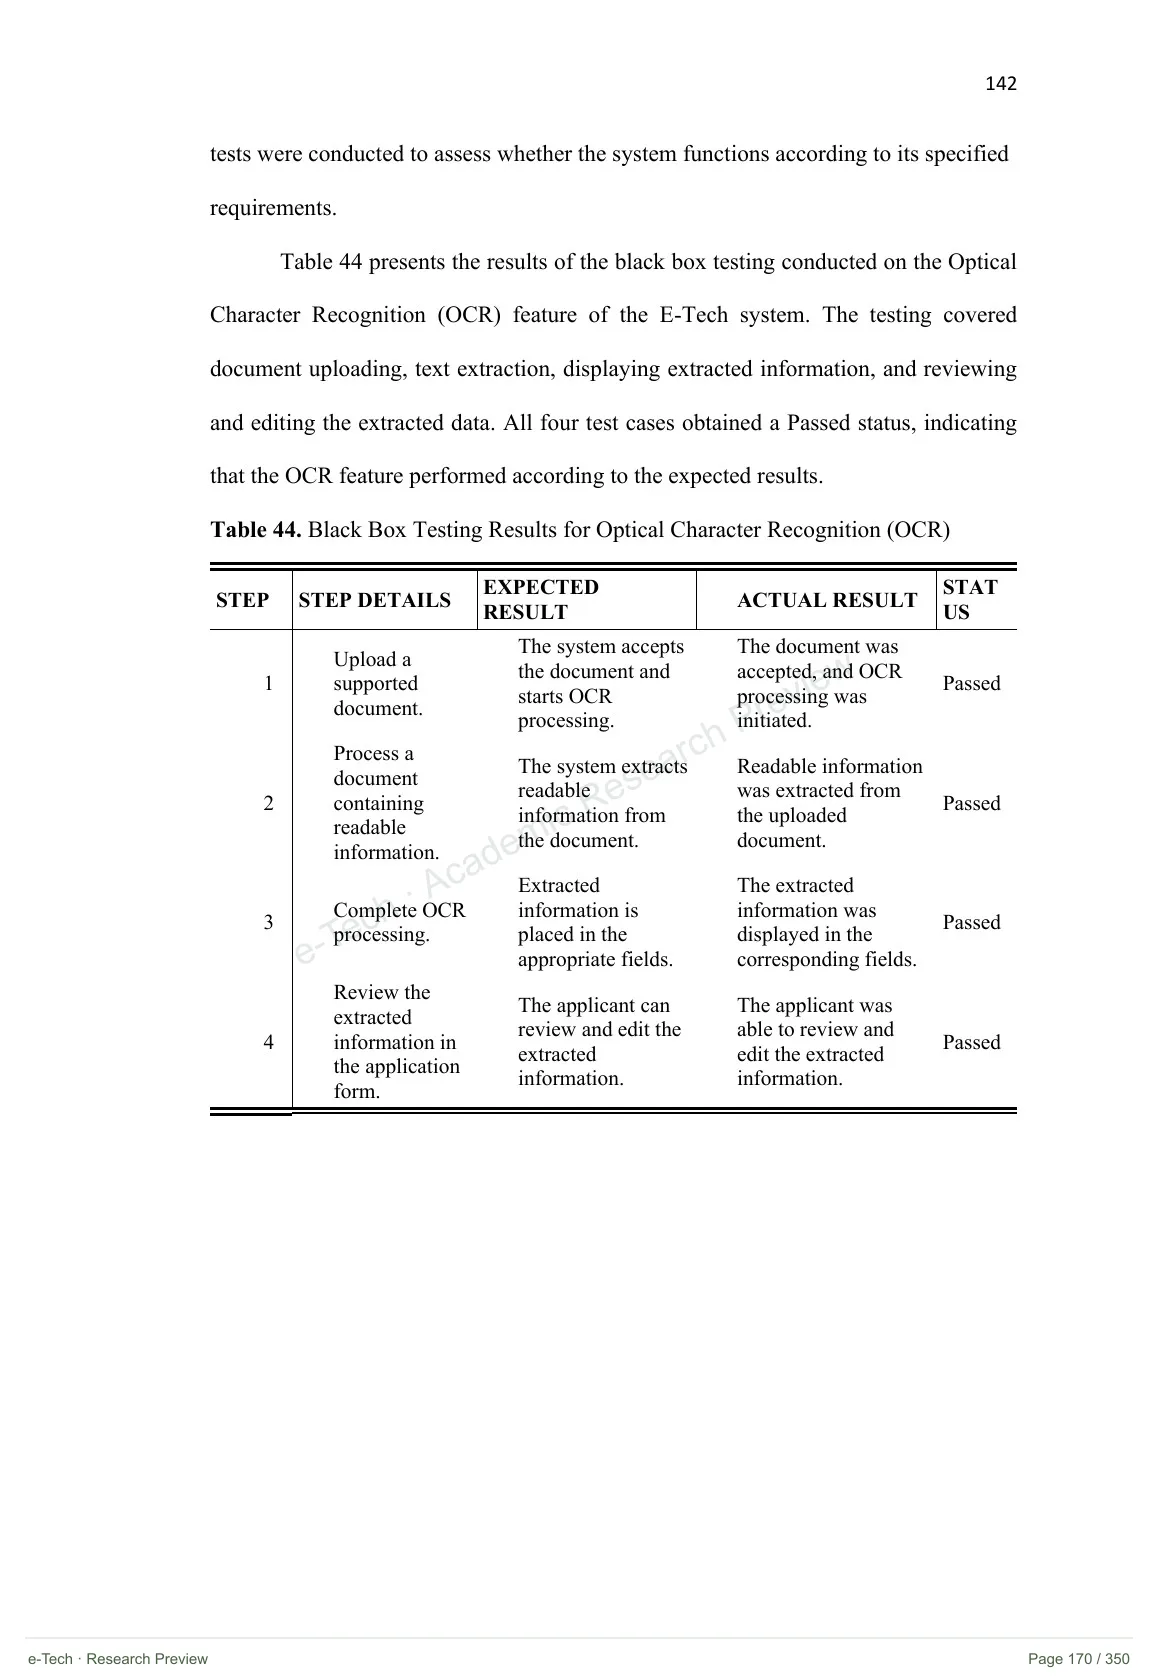 142
tests were conducted to assess whether the system functions according to its specified
requirements.
Table 44 presents the results of the black box testing conducted on the Optical
Character Recognition (OCR) feature of the E-Tech system. The testing covered
document uploading, text extraction, displaying extracted information, and reviewing
and editing the extracted data. All four test cases obtained a Passed status, indicating
that the OCR feature performed according to the expected results.
Table 44. Black Box Testing Results for Optical Character Recognition (OCR)
STEP
STEP DETAILS
EXPECTED
RESULT
ACTUAL RESULT
STAT
US
1
Upload a
supported
document.
The system accepts
the document and
starts OCR
processing.
The document was
accepted, and OCR
processing was
initiated.
Passed
2
Process a
document
containing
readable
information.
The system extracts
readable
information from
the document.
Readable information
was extracted from
the uploaded
document.
Passed
3
Complete OCR
processing.
Extracted
information is
placed in the
appropriate fields.
The extracted
information was
displayed in the
corresponding fields.
Passed
4
Review the
extracted
information in
the application
form.
The applicant can
review and edit the
extracted
information.
The applicant was
able to review and
edit the extracted
information.
Passed
e-Tech · Academic Research Preview
e-Tech · Research Preview
Page 170 / 350